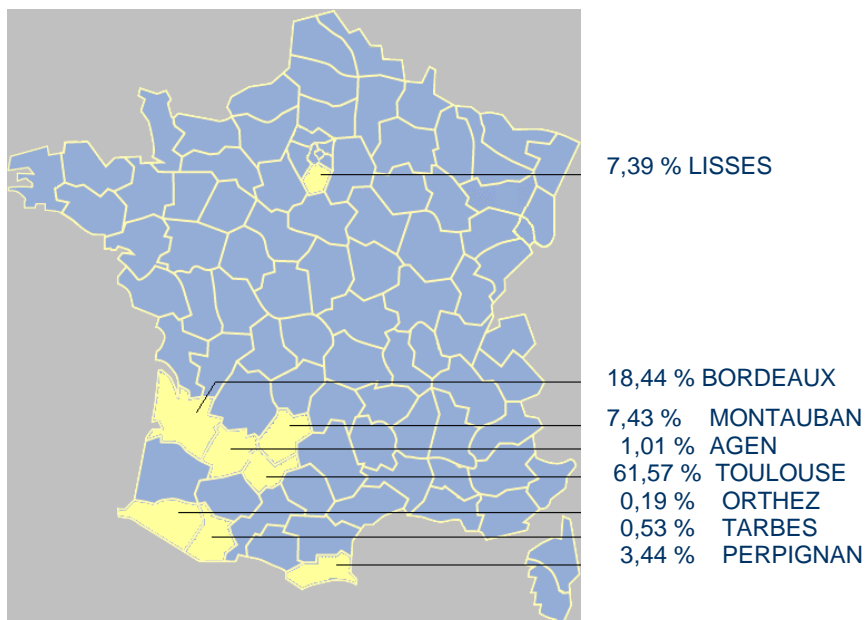 7,39 % LISSES
18,44 % BORDEAUX
7,43 % MONTAUBAN
1,01 % AGEN
61,57 % TOULOUSE
0,19 % ORTHEZ
0,53 % TARBES
3,44 % PERPIGNAN